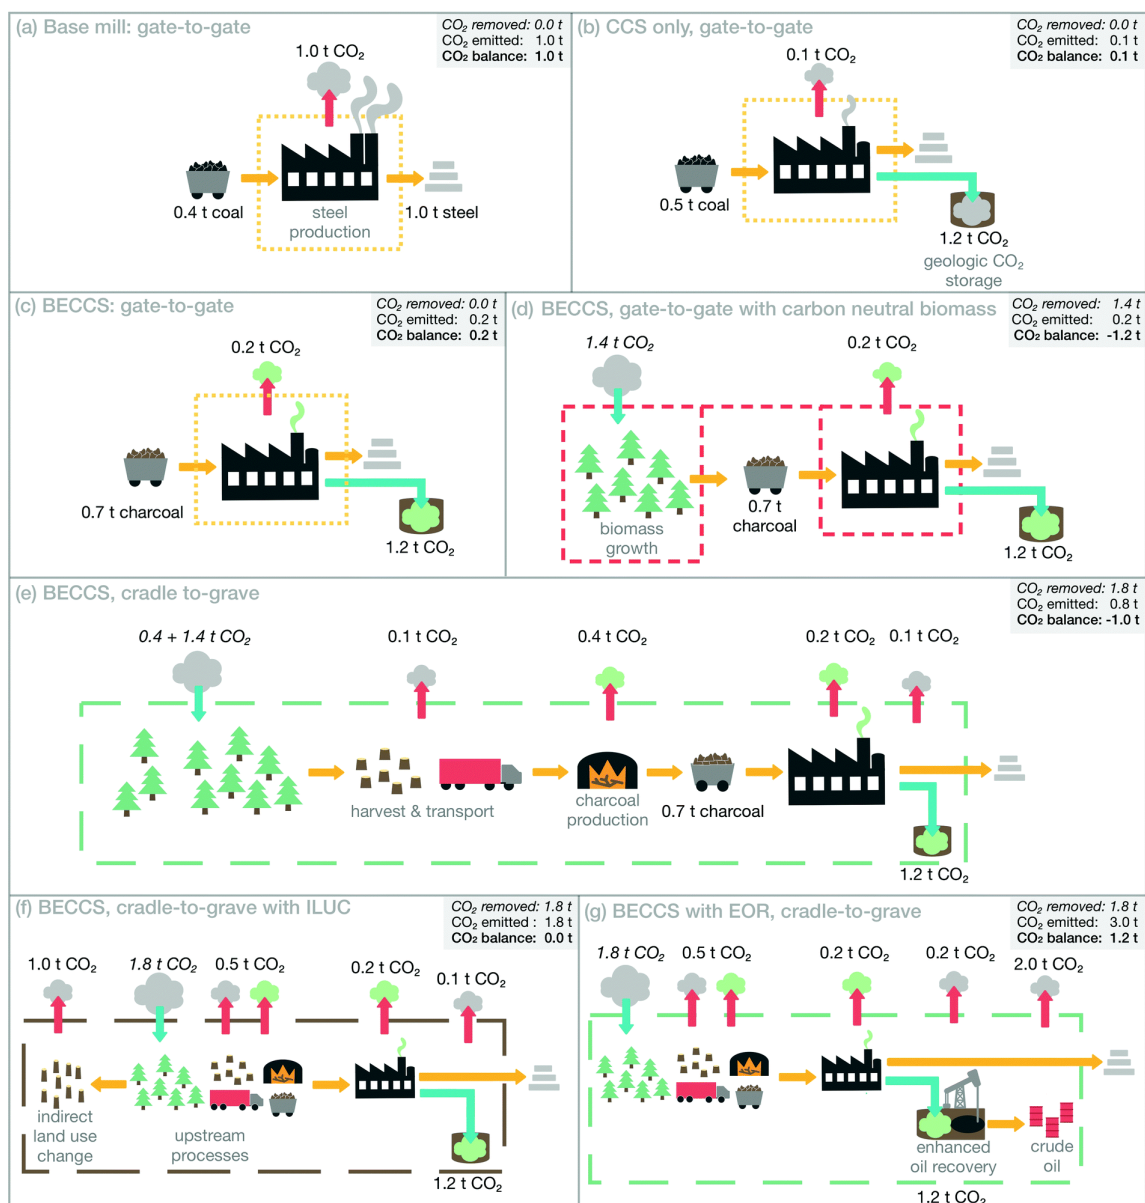 (a) Base mill: gate-to-gate
CO₂ removed: 0.0 t
CO₂ emitted: 1.0 t
CO₂ balance: 1.0 t
1.0 t CO₂
0.4 t coal
steel
production
1.0 t steel
(b) CCS only, gate-to-gate
CO₂ removed: 0.0 t
CO₂ emitted: 0.1 t
CO₂ balance: 0.1 t
0.1 t CO₂
0.5 t coal
1.2 t CO₂
geologic CO₂
storage
(c) BECCS: gate-to-gate
CO₂ removed: 0.0 t
CO₂ emitted: 0.2 t
CO₂ balance: 0.2 t
0.2 t CO₂
0.7 t charcoal
1.2 t CO₂
(d) BECCS, gate-to-gate with carbon neutral biomass
CO₂ removed: 1.4 t
CO₂ emitted: 0.2 t
CO₂ balance: -1.2 t
1.4 t CO₂
0.2 t CO₂
biomass
growth
0.7 t
charcoal
1.2 t CO₂
(e) BECCS, cradle to-grave
CO₂ removed: 1.8 t
CO₂ emitted: 0.8 t
CO₂ balance: -1.0 t
0.4 + 1.4 t CO₂
0.1 t CO₂
0.4 t CO₂
0.2 t CO₂
0.1 t CO₂
harvest & transport
charcoal
production
0.7 t charcoal
1.2 t CO₂
(f) BECCS, cradle-to-grave with ILUC
CO₂ removed: 1.8 t
CO₂ emitted : 1.8 t
CO₂ balance: 0.0 t
1.0 t CO₂
1.8 t CO₂
0.5 t CO₂
0.2 t CO₂
0.1 t CO₂
indirect
land use
change
upstream
processes
1.2 t CO₂
(g) BECCS with EOR, cradle-to-grave
CO₂ removed: 1.8 t
CO₂ emitted: 3.0 t
CO₂ balance: 1.2 t
1.8 t CO₂
0.5 t CO₂
0.2 t CO₂
0.2 t CO₂
2.0 t CO₂
enhanced
oil recovery
crude
oil
1.2 t CO₂